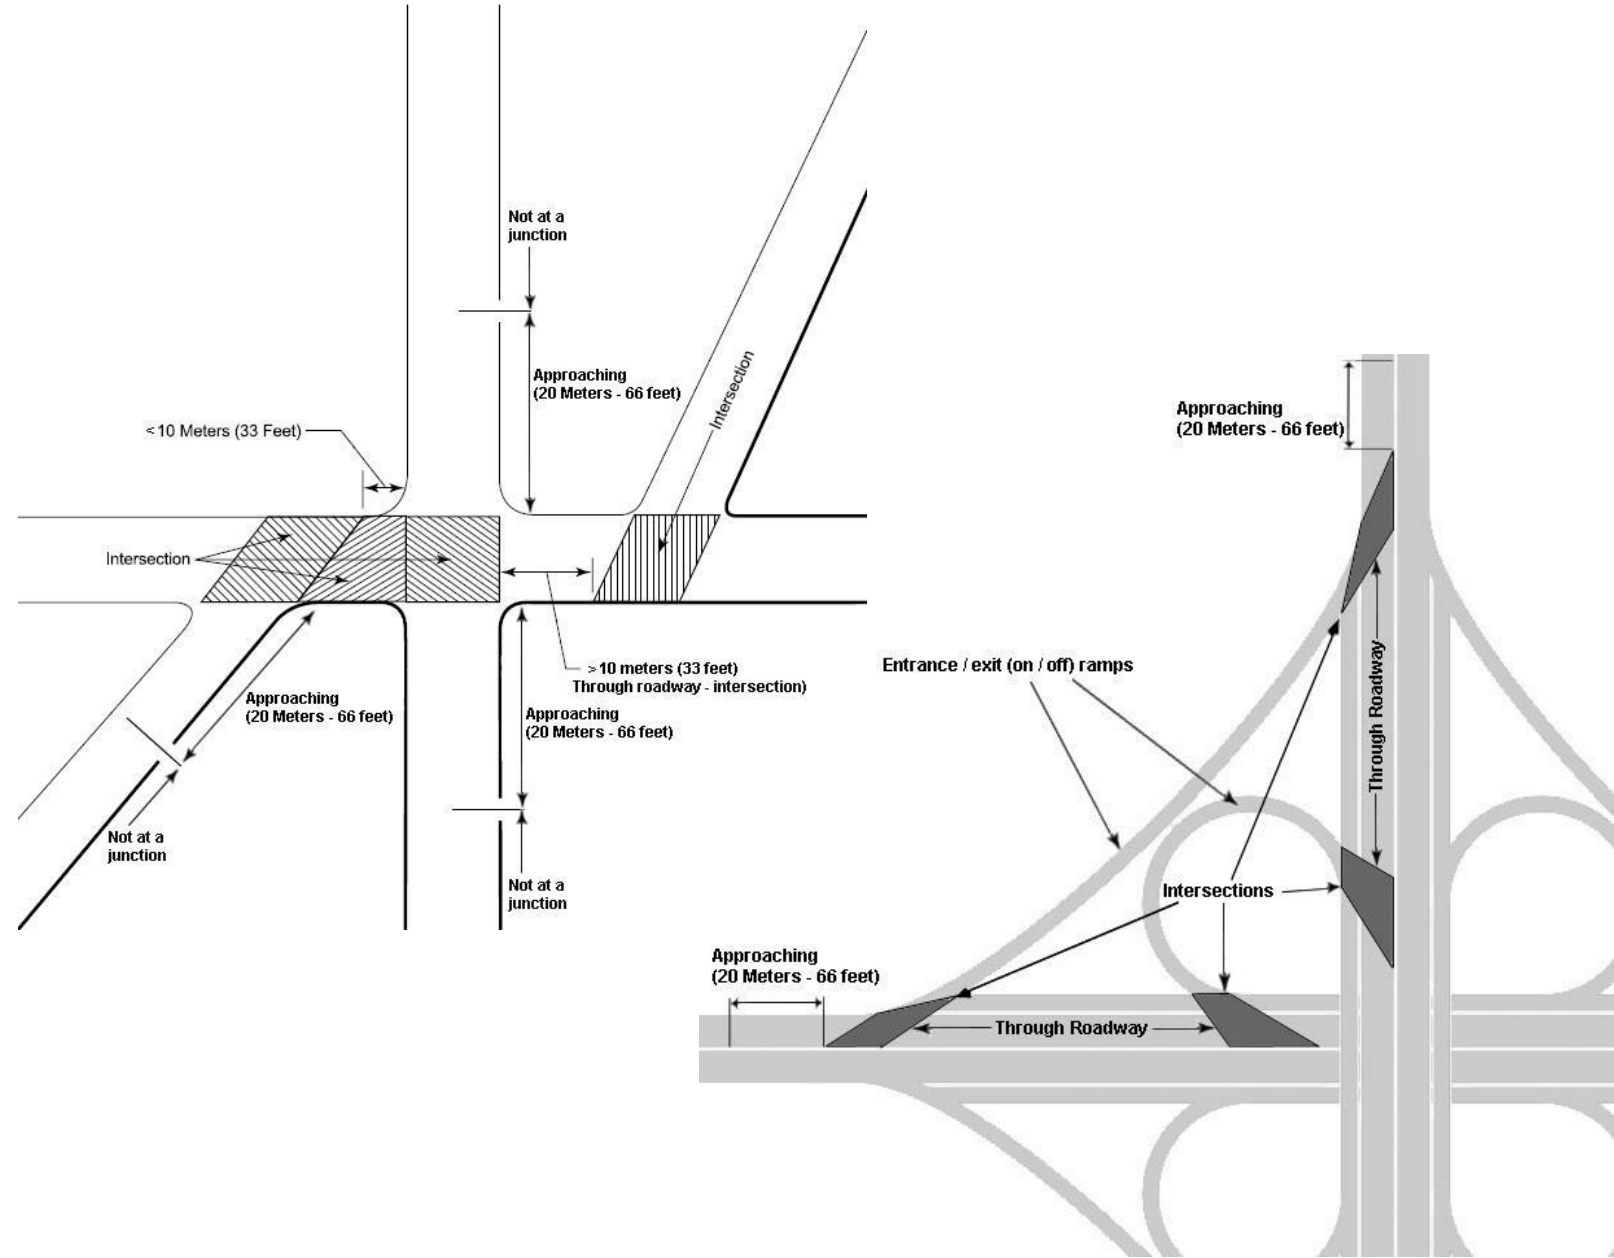 Not at a
junction
Approaching
(20 Meters - 66 feet)
Intersection
<10 Meters (33 Feet)
Intersection
>10 meters (33 feet)
Through roadway - intersection)
Approaching
(20 Meters - 66 feet)
Approaching
(20 Meters - 66 feet)
Not at a
junction
Not at a
junction
Approaching
(20 Meters - 66 feet)
Entrance / exit (on / off) ramps
Through Roadway
Intersections
Approaching
(20 Meters - 66 feet)
Through Roadway